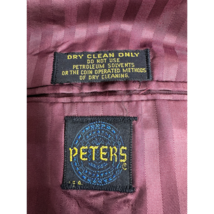 DRY CLEAN ONLY
DO NOT USE
PETROLEUM SOLVENTS
OR THE COIN OPERATED METHODS
OF DRY CLEANING.
PETERS